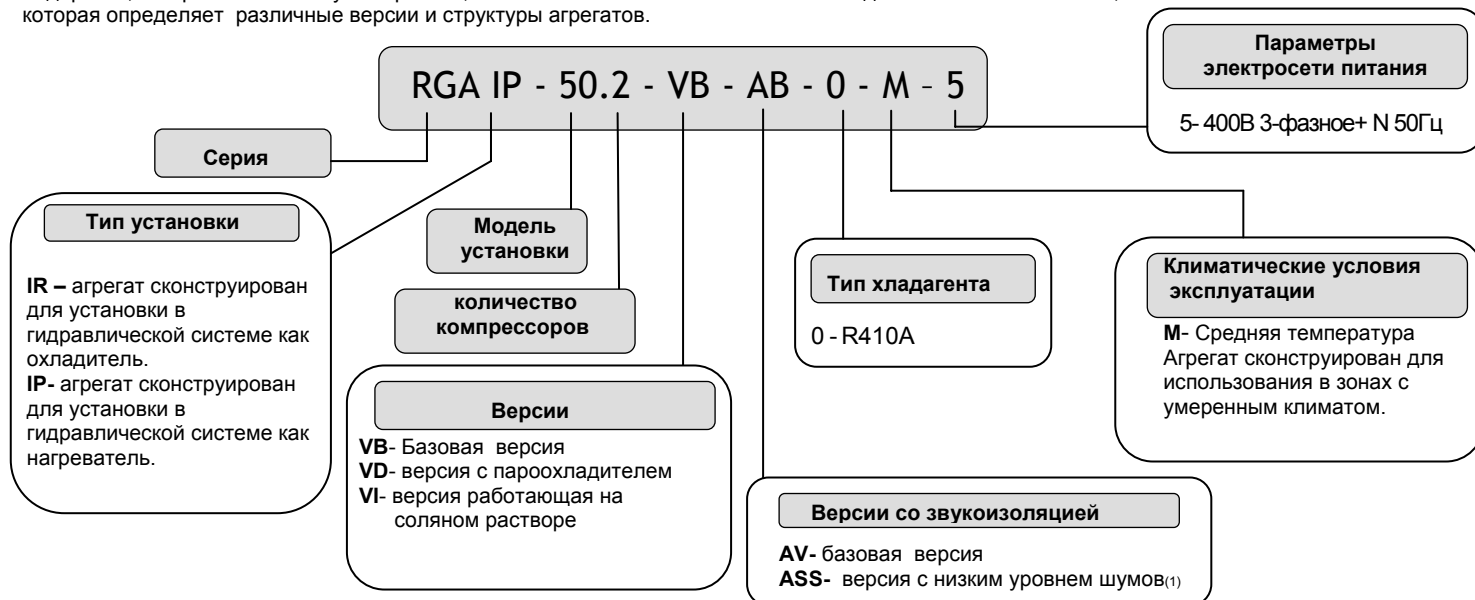 которая определяет различные версии и структуры агрегатов.
RGA IP - 50.2 - VB - AB - 0 - M - 5
Параметры
электросети питания
5- 400В 3-фазное+ N 50Гц
Серия
Тип установки
IR – агрегат сконструирован
для установки в
гидравлической системе как
охладитель.
IP- агрегат сконструирован
для установки в
гидравлической системе как
нагреватель.
Модель
установки
количество
компрессоров
Версии
VB- Базовая версия
VD- версия с пароохладителем
VI- версия работающая на
соляном растворе
Тип хладагента
0 - R410A
Климатические условия
эксплуатации
M- Средняя температура
Агрегат сконструирован для
использования в зонах с
умеренным климатом.
Версии со звукоизоляцией
AV- базовая версия
ASS- версия с низким уровнем шумов(1)